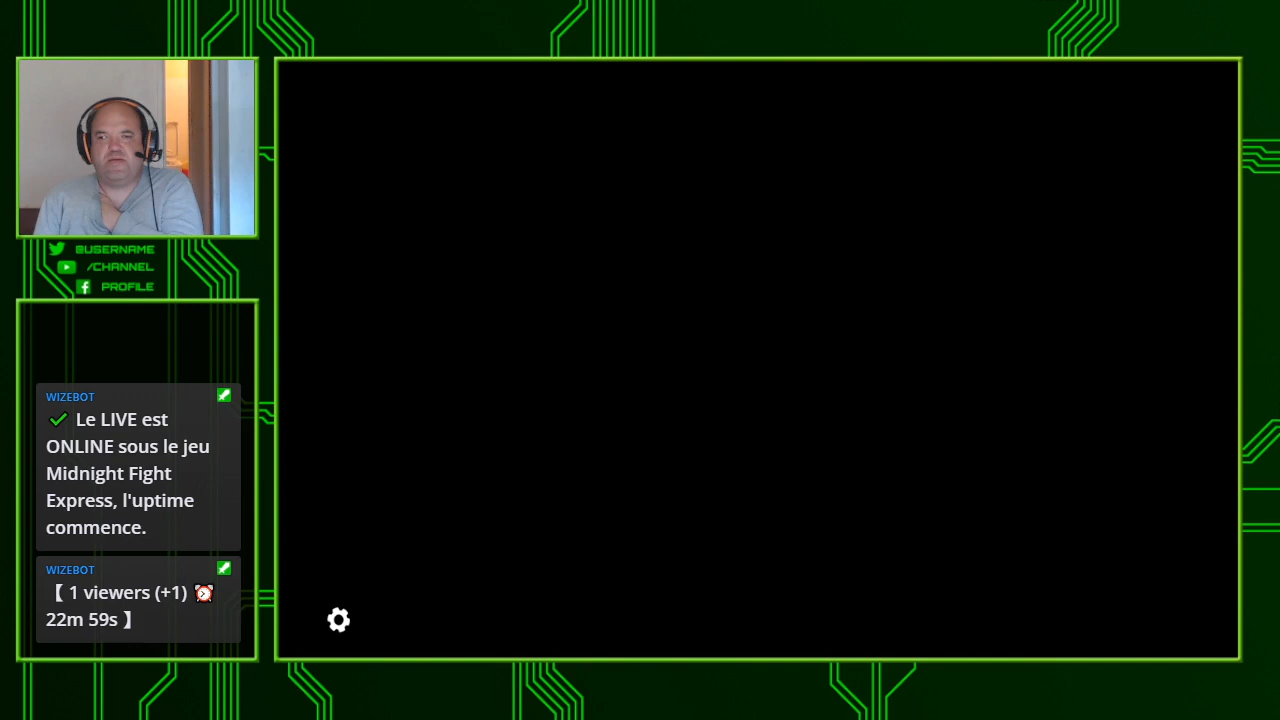 @USERNAME
/CHANNEL
PROFILE
WIZEBOT
✔ Le LIVE est
ONLINE sous le jeu
Midnight Fight
Express, l'uptime
commence.
WIZEBOT
【 1 viewers (+1) ⏰
22m 59s 】